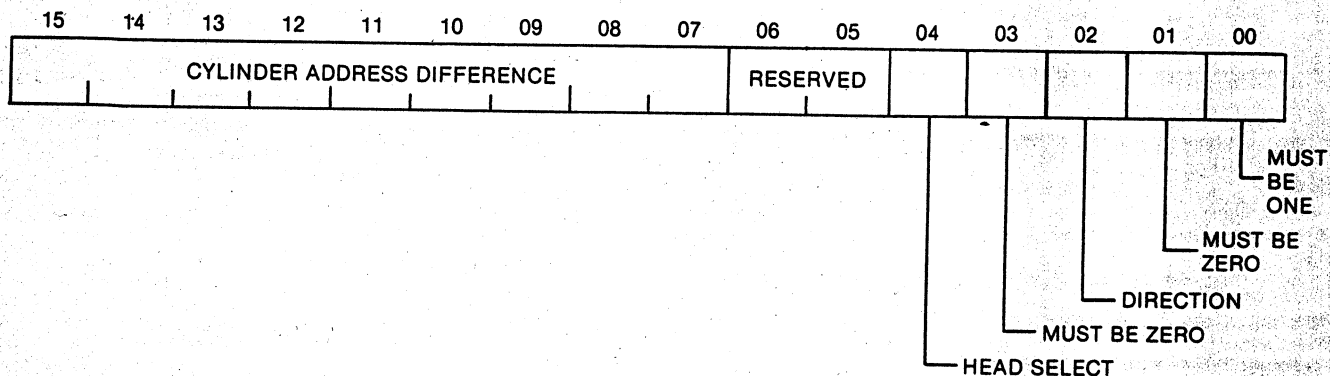 15 14 13 12 11 10 09 08 07 06 05 04 03 02 01 00
CYLINDER ADDRESS DIFFERENCE RESERVED
MUST
BE
ONE
MUST BE
ZERO
DIRECTION
MUST BE ZERO
HEAD SELECT